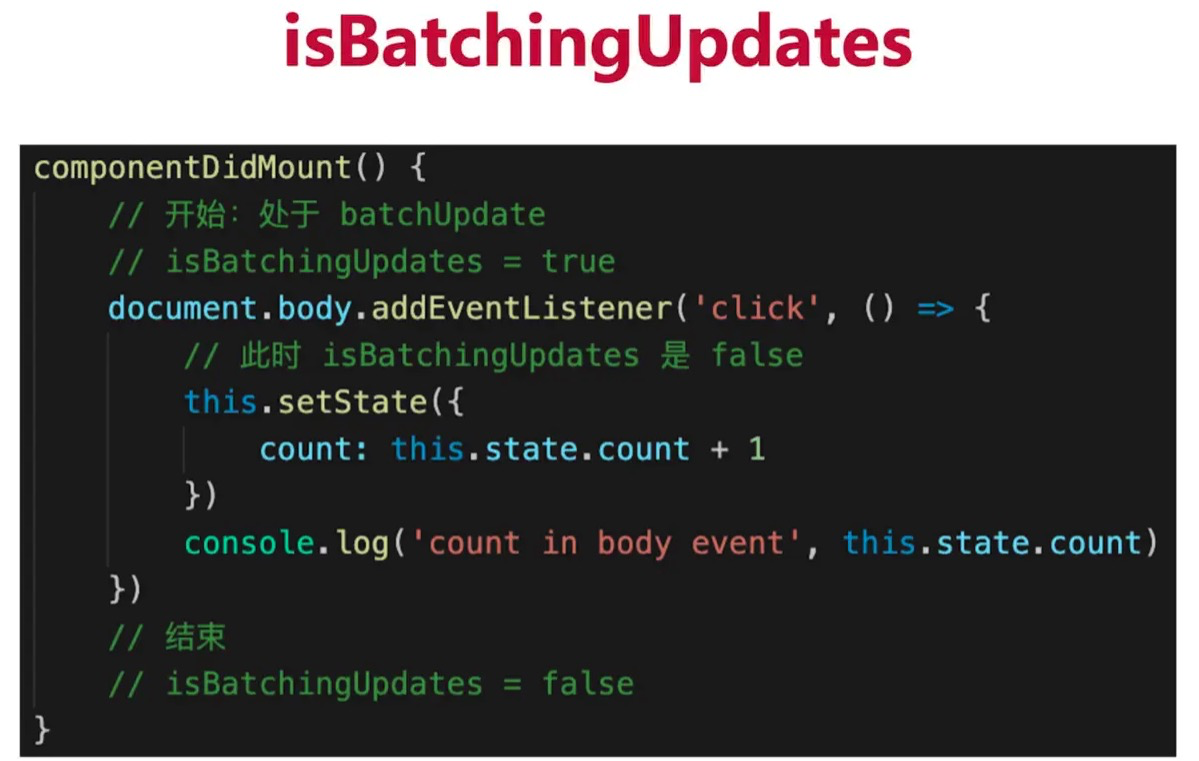 isBatchingUpdates
componentDidMount() {
// 开始：处于 batchUpdate
// isBatchingUpdates = true
document.body.addEventListener('click', () => {
// 此时 isBatchingUpdates 是 false
this.setState({
count: this.state.count + 1
})
console.log('count in body event', this.state.count)
})
// 结束
// isBatchingUpdates = false
}